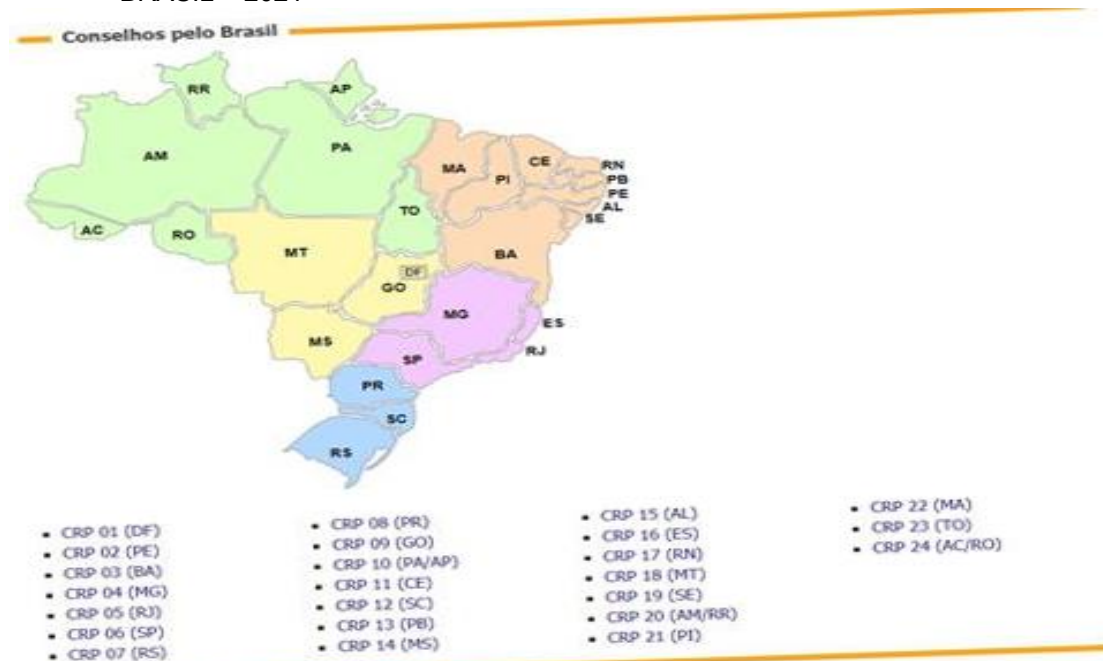 Conselhos pelo Brasil
RR
AP
AM
PA
MA
CE
PI
RN
PB
PE
AL
SE
TO
AC
RO
MT
BA
DF
GO
MG
ES
MS
SP
RJ
PR
SC
RS
• CRP 01 (DF)
• CRP 02 (PE)
• CRP 03 (BA)
• CRP 04 (MG)
• CRP 05 (RJ)
• CRP 06 (SP)
• CRP 07 (RS)
• CRP 08 (PR)
• CRP 09 (GO)
• CRP 10 (PA/AP)
• CRP 11 (CE)
• CRP 12 (SC)
• CRP 13 (PB)
• CRP 14 (MS)
• CRP 15 (AL)
• CRP 16 (ES)
• CRP 17 (RN)
• CRP 18 (MT)
• CRP 19 (SE)
• CRP 20 (AM/RR)
• CRP 21 (PI)
• CRP 22 (MA)
• CRP 23 (TO)
• CRP 24 (AC/RO)